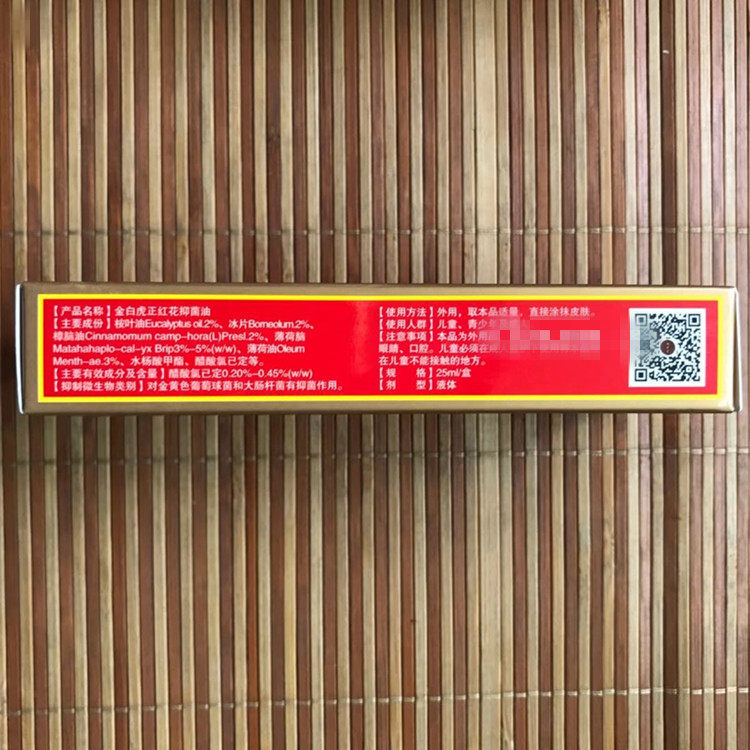 【产品名称】金白虎正红花抑菌油
【主要成份】桉叶油Eucalyptus oil.2%、冰片Borneolum.2%、
樟脑油Cinnamomum camp-hora(L)Presl.2%、薄荷脑
Matahahaplo-cal-yx Brip3%-5%(w/w)、薄荷油Oleum
Menth-ae.3%、水杨酸甲酯、醋酸氯已定等。
【主要有效成分及含量】醋酸氯已定0.20%-0.45%(w/w)
【抑制微生物类别】对金黄色葡萄球菌和大肠杆菌有抑菌作用。
【使用方法】外用，取本品适量，直接涂抹皮肤。
【使用人群】儿童、青少年
【注意事项】本品为外用
眼睛、口腔。儿童必须在
在儿童不能接触的地方。
【规 格】25ml/盒
【剂 型】液体